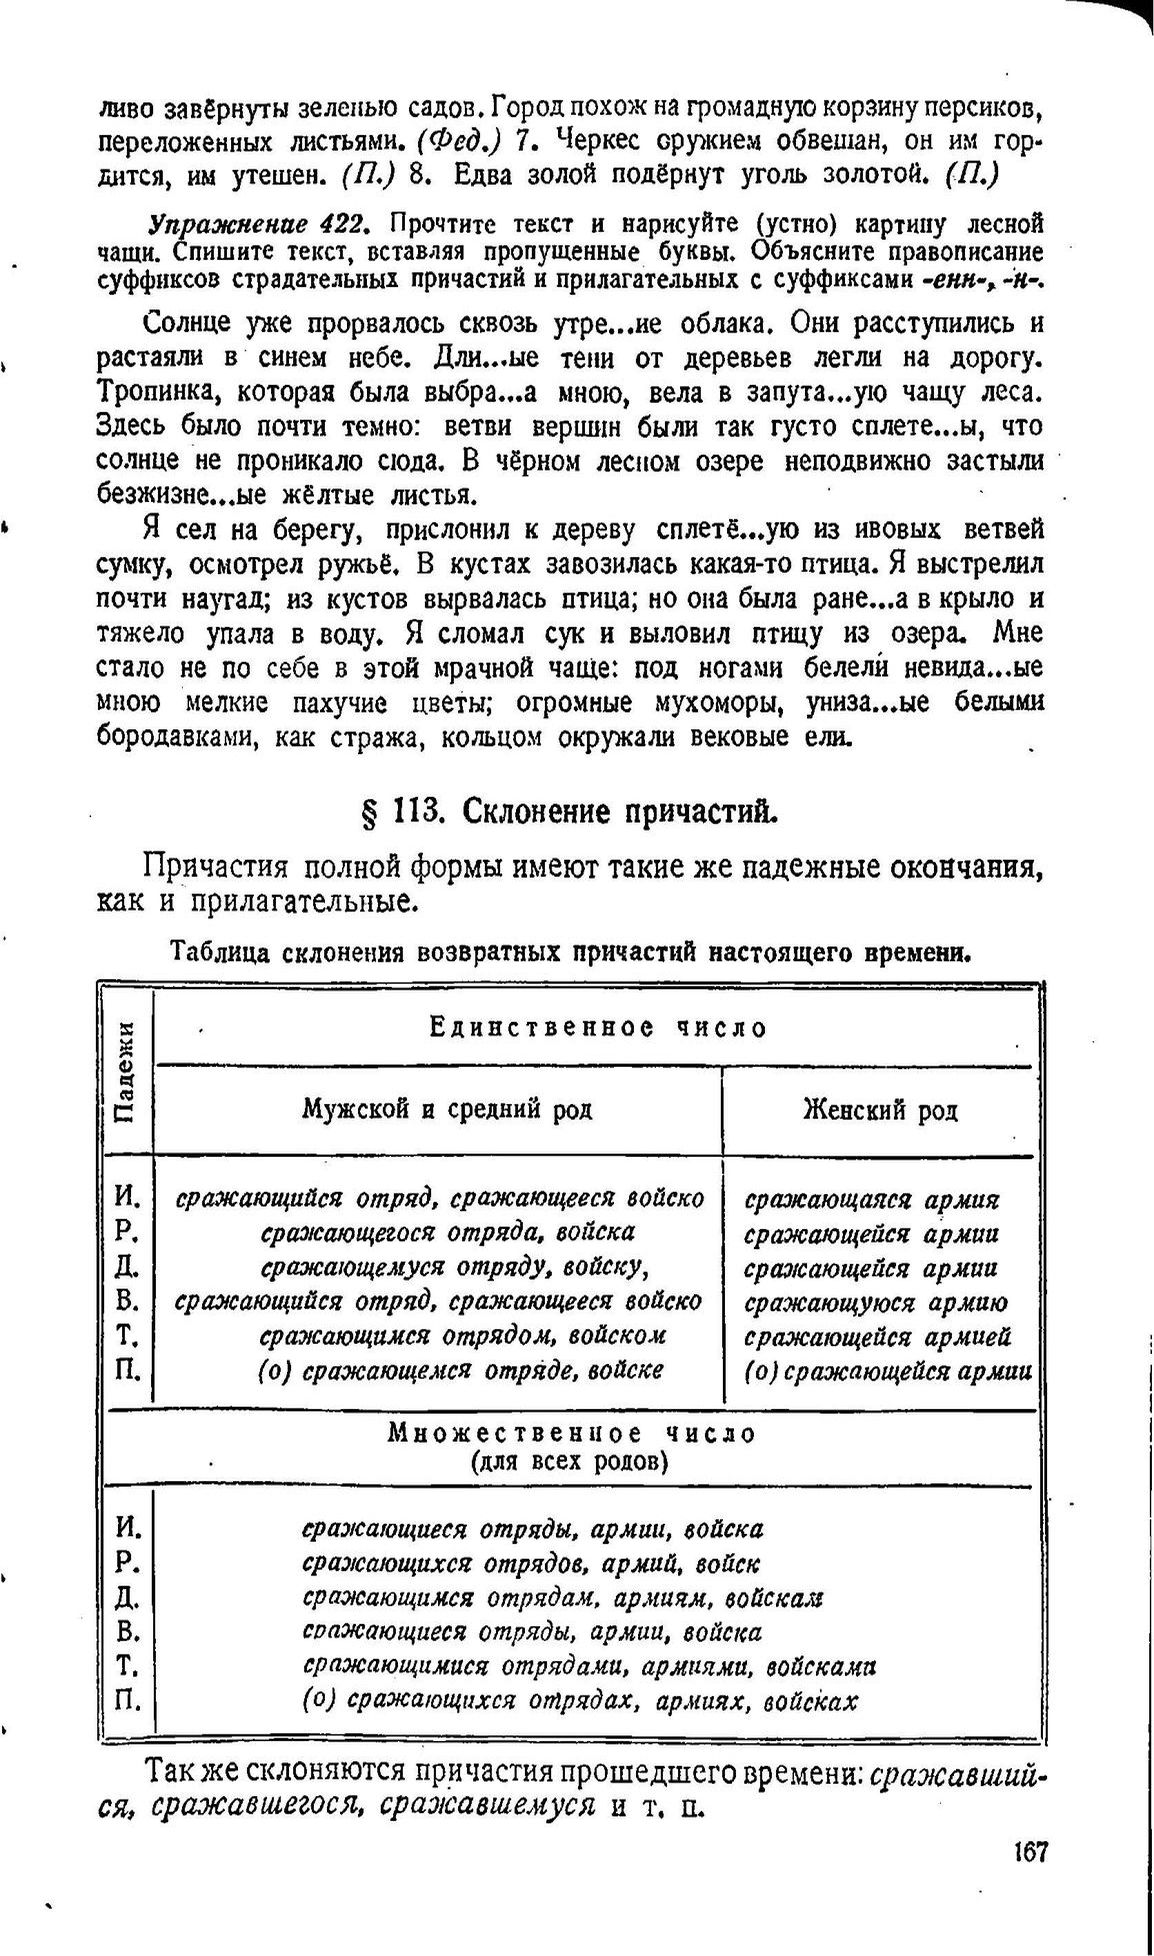 ливо завёрнуты зеленью садов. Город похож на громадную корзину персиков,
переложенных листьями. (Фед.) 7. Черкес оружием обвешан, он им гор-
дится, им утешен. (П.) 8. Едва золой подёрнут уголь золотой. (П.)
Упражнение 422. Прочтите текст и нарисуйте (устно) картину лесной
чащи. Спишите текст, вставляя пропущенные буквы. Объясните правописание
суффиксов страдательных причастий и прилагательных с суффиксами -енн-, -н-.
Солнце уже прорвалось сквозь утре...ие облака. Они расступились и
растаяли в синем небе. Дли...ые тени от деревьев легли на дорогу.
Тропинка, которая была выбра...а мною, вела в запута...ую чащу леса.
Здесь было почти темно: ветви вершин были так густо сплете...ы, что
солнце не проникало сюда. В чёрном лесном озере неподвижно застыли
безжизне...ые жёлтые листья.
Я сел на берегу, прислонил к дереву сплетё...ую из ивовых ветвей
сумку, осмотрел ружьё. В кустах завозилась какая-то птица. Я выстрелил
почти наугад; из кустов вырвалась птица; но она была ране...а в крыло и
тяжело упала в воду. Я сломал сук и выловил птицу из озера. Мне
стало не по себе в этой мрачной чаще: под ногами белели невида...ые
мною мелкие пахучие цветы; огромные мухоморы, униза...ые белыми
бородавками, как стража, кольцом окружали вековые ели.
§ 113. Склонение причастий.
Причастия полной формы имеют такие же падежные окончания,
как и прилагательные.
Таблица склонения возвратных причастий настоящего времени.
Падежи
Единственное число
Мужской и средний род Женский род
И. сражающийся отряд, сражающееся войско сражающаяся армия
Р. сражающегося отряда, войска сражающейся армии
Д. сражающемуся отряду, войску, сражающейся армии
В. сражающийся отряд, сражающееся войско сражающуюся армию
Т. сражающимся отрядом, войском сражающейся армией
П. (о) сражающемся отряде, войске (о) сражающейся армии
Множественное число
(для всех родов)
И. сражающиеся отряды, армии, войска
Р. сражающихся отрядов, армий, войск
Д. сражающимся отрядам, армиям, войскам
В. сражающиеся отряды, армии, войска
Т. сражающимися отрядами, армиями, войсками
П. (о) сражающихся отрядах, армиях, войсках
Так же склоняются причастия прошедшего времени: сражавший-
ся, сражавшегося, сражавшемуся и т. п.
167